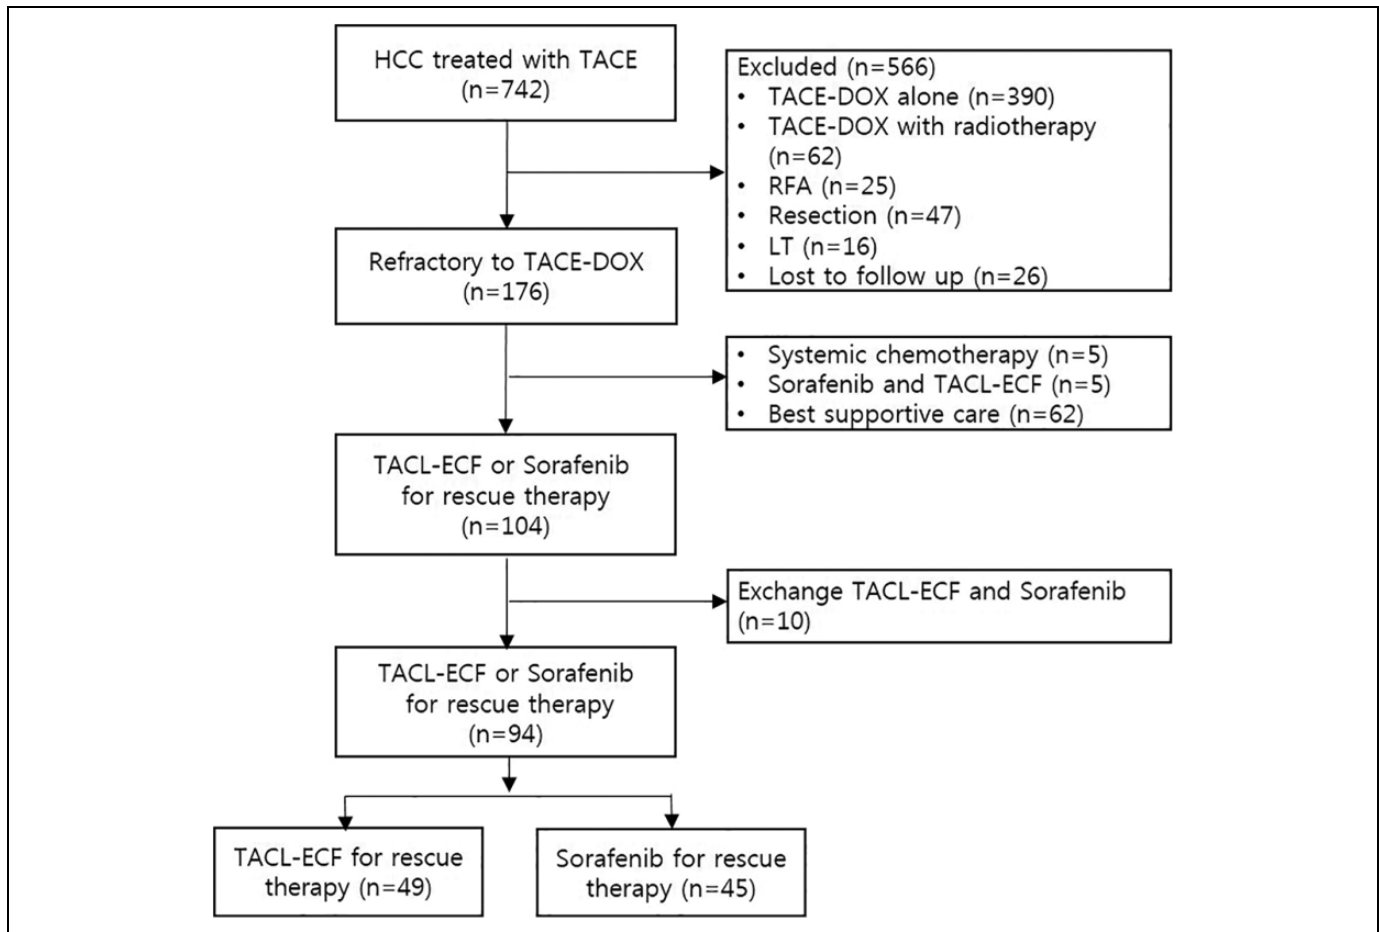 HCC treated with TACE
(n=742)
Excluded (n=566)
• TACE-DOX alone (n=390)
• TACE-DOX with radiotherapy
(n=62)
• RFA (n=25)
• Resection (n=47)
• LT (n=16)
• Lost to follow up (n=26)
Refractory to TACE-DOX
(n=176)
• Systemic chemotherapy (n=5)
• Sorafenib and TACL-ECF (n=5)
• Best supportive care (n=62)
TACL-ECF or Sorafenib
for rescue therapy
(n=104)
Exchange TACL-ECF and Sorafenib
(n=10)
TACL-ECF or Sorafenib
for rescue therapy
(n=94)
TACL-ECF for rescue
therapy (n=49)
Sorafenib for rescue
therapy (n=45)